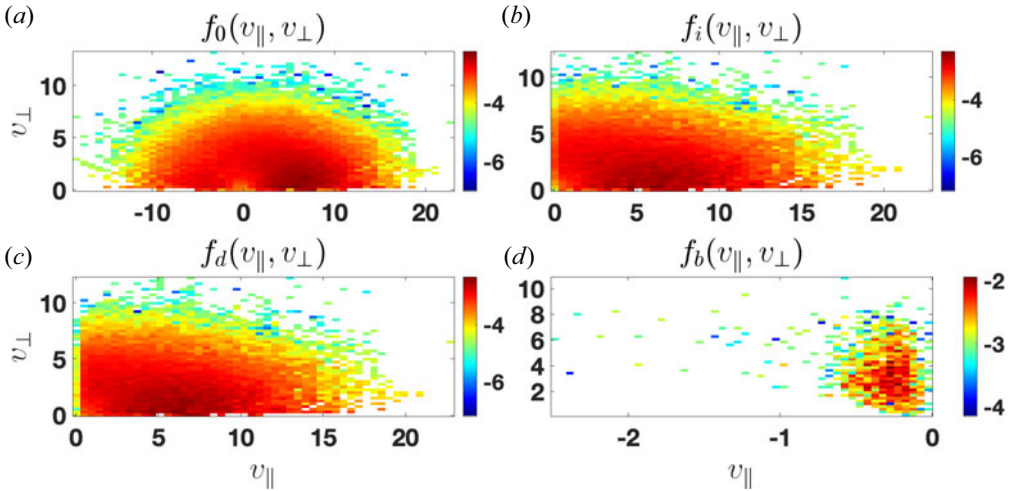 (a) f₀(v∥, v⊥) (b) fᵢ(v∥, v⊥)
10 -4 10 -4
v⊥ 5 5
-6 -6
0 0
-10 0 10 20 0 5 10 15 20
(c) f_d(v∥, v⊥) (d) f_b(v∥, v⊥)
10 -4 10 -2
8
v⊥ 5 6 -3
-6 4
2
0 -4
0 5 10 15 20 -2 -1 0
v∥ v∥